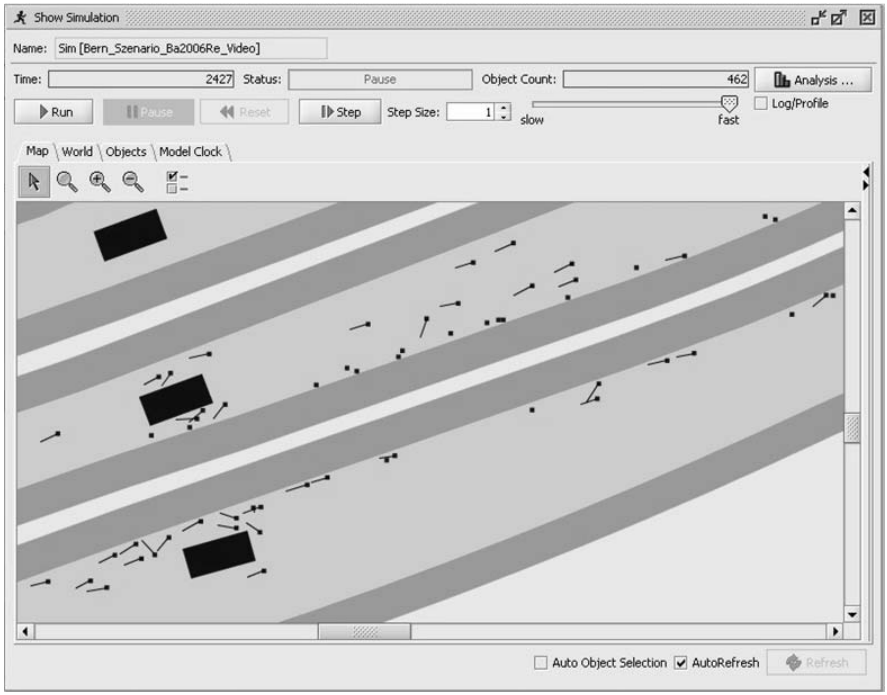 Show Simulation
Name: Sim [Bern_Szenario_Ba2006Re_Video]
Time: 2427 Status: Pause Object Count: 462 Analysis ...
Run Pause Reset Step Step Size: 1 slow fast Log/Profile
Map World Objects Model Clock
Auto Object Selection AutoRefresh Refresh